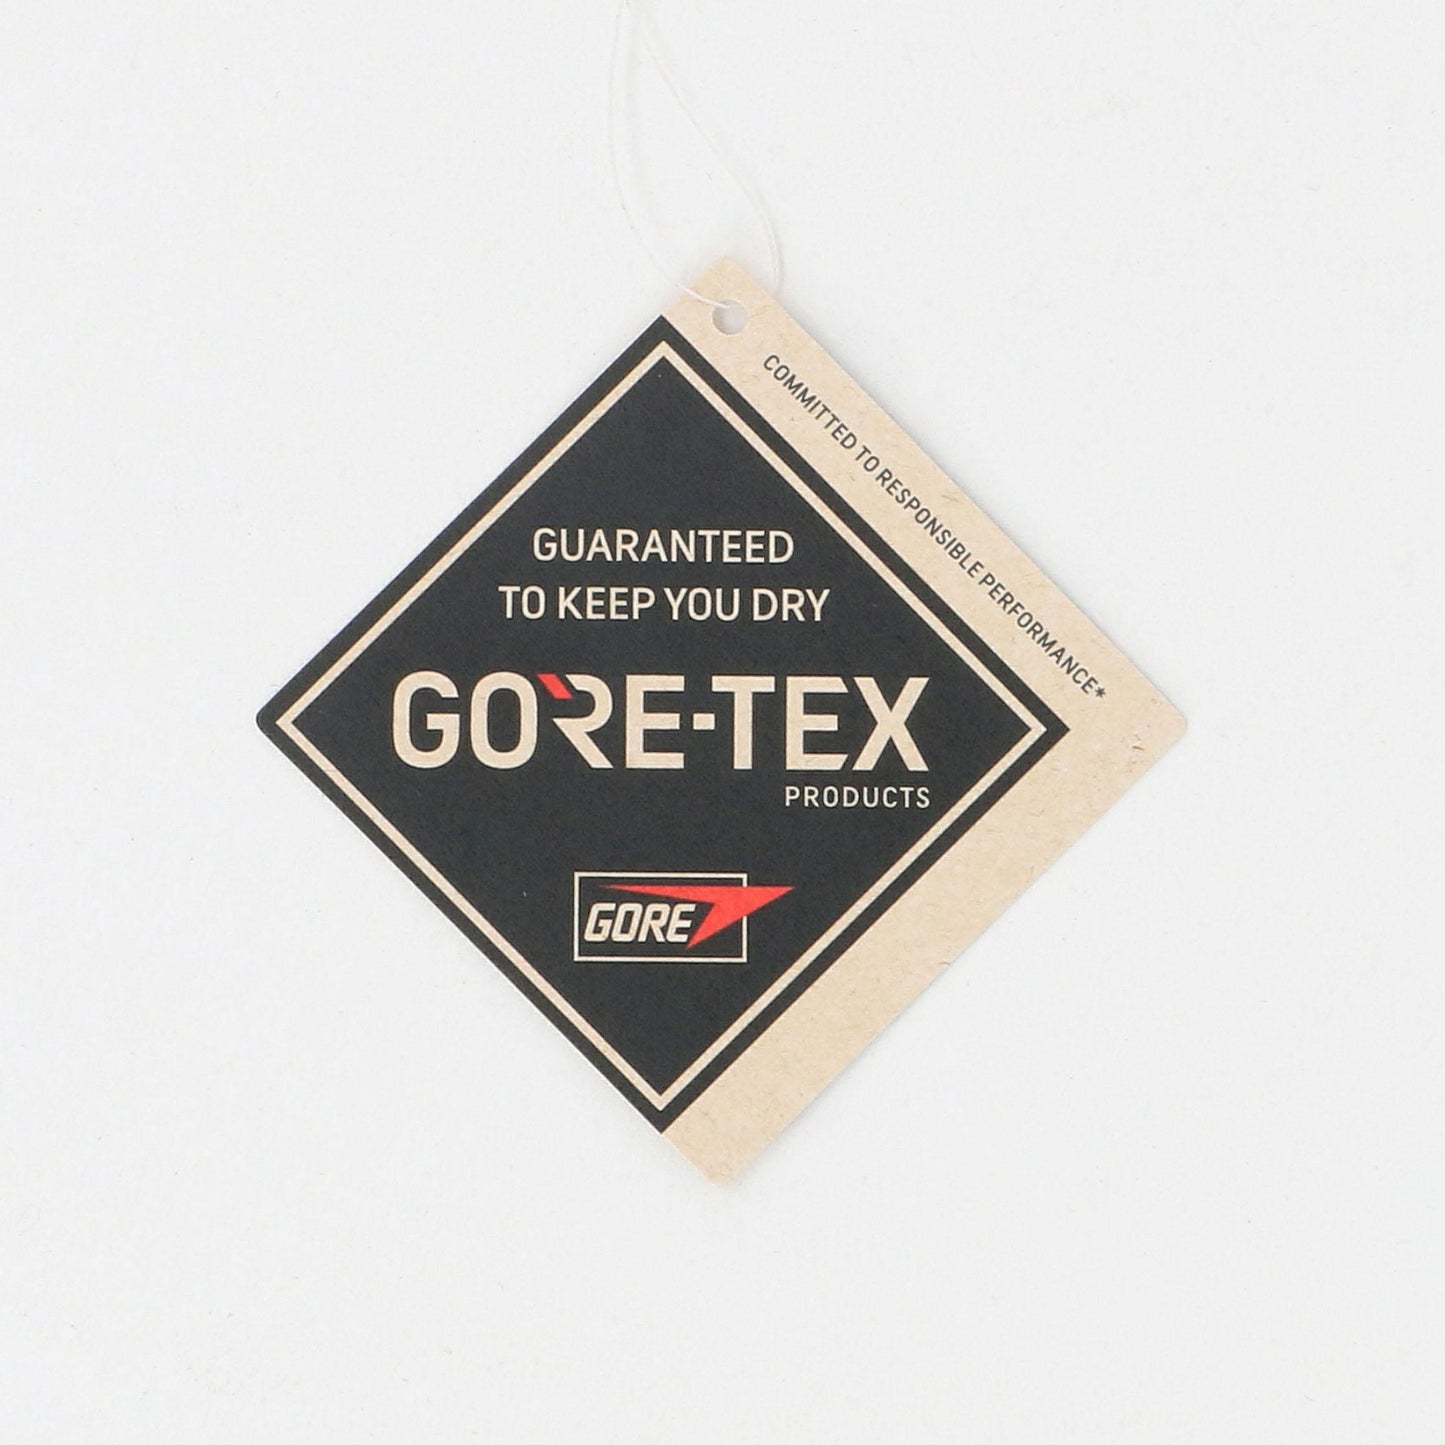 COMMITTED TO RESPONSIBLE PERFORMANCE*
GUARANTEED
TO KEEP YOU DRY
GORE-TEX
PRODUCTS
GORE